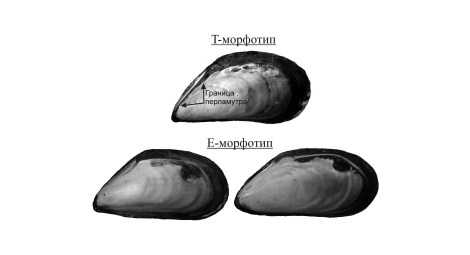 Т-морфотип
Граница
перламутра
Е-морфотип